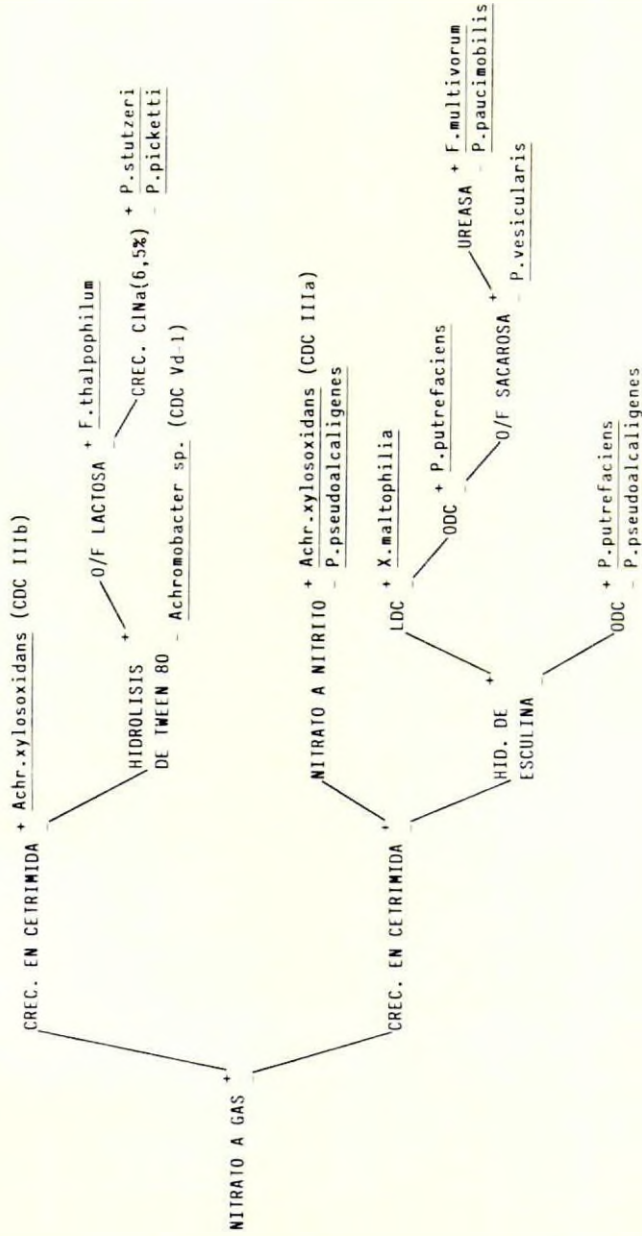 CREC. EN CETRIMIDA + Achr.xylosoxidans (CDC IIIb)
-
O/F LACTOSA + F.thalpophilum
-
CREC. ClNa(6,5%) + P.stutzeri
- P.picketti
HIDROLISIS +
DE TWEEN 80 - Achromobacter sp. (CDC Vd-1)
NITRATO A GAS +
-
NITRATO A NITRITO + Achr.xylosoxidans (CDC IIIa)
- P.pseudoalcaligenes
CREC. EN CETRIMIDA +
-
LDC + X.maltophilia
-
ODC + P.putrefaciens
-
UREASA + F.multivorum
- P.paucimobilis
O/F SACAROSA +
- P.vesicularis
HID. DE +
ESCULINA -
ODC + P.putrefaciens
- P.pseudoalcaligenes